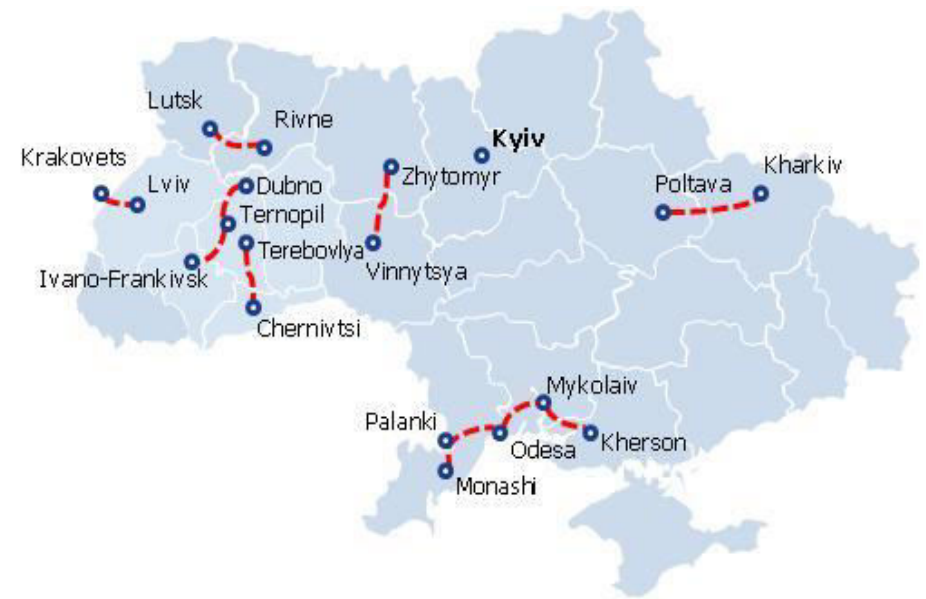 Lutsk
Rivne
Kyiv
Krakovets
Lviv
Dubno
Zhytomyr
Poltava
Kharkiv
Ternopil
Terebovlya
Ivano-Frankivsk
Vinnytsya
Chernivtsi
Mykolaiv
Palanki
Odesa
Kherson
Monashi